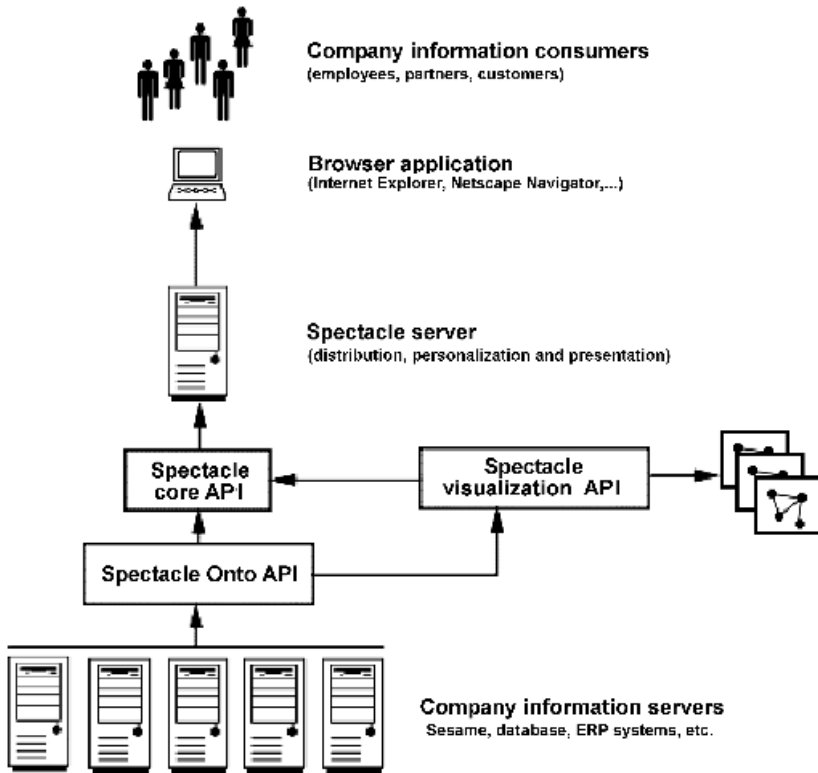 Company information consumers
(employees, partners, customers)
Browser application
(Internet Explorer, Netscape Navigator,...)
Spectacle server
(distribution, personalization and presentation)
Spectacle
core API
Spectacle
visualization API
Spectacle Onto API
Company information servers
Sesame, database, ERP systems, etc.